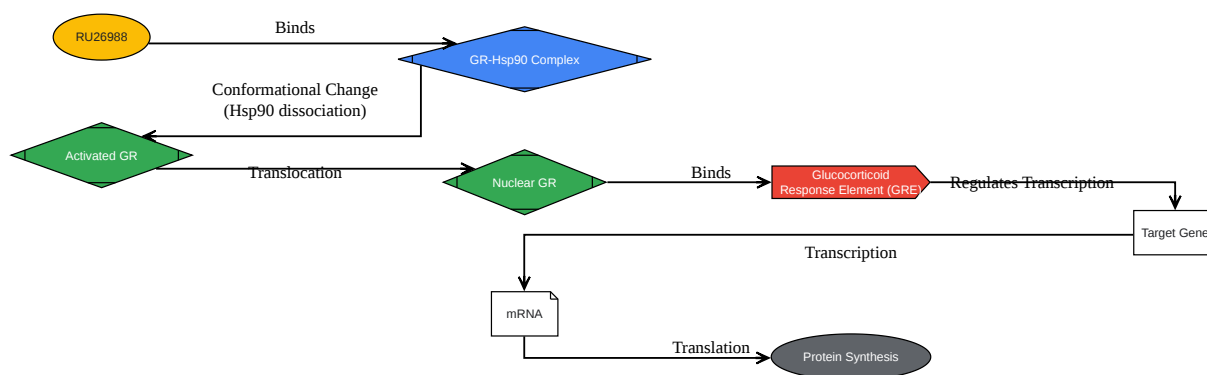 Binds
RU26988
GR-Hsp90 Complex
Conformational Change
(Hsp90 dissociation)
Activated GR
Translocation
Nuclear GR
Binds
Glucocorticoid
Response Element (GRE)
Regulates Transcription
Target Gene
Transcription
mRNA
Translation
Protein Synthesis